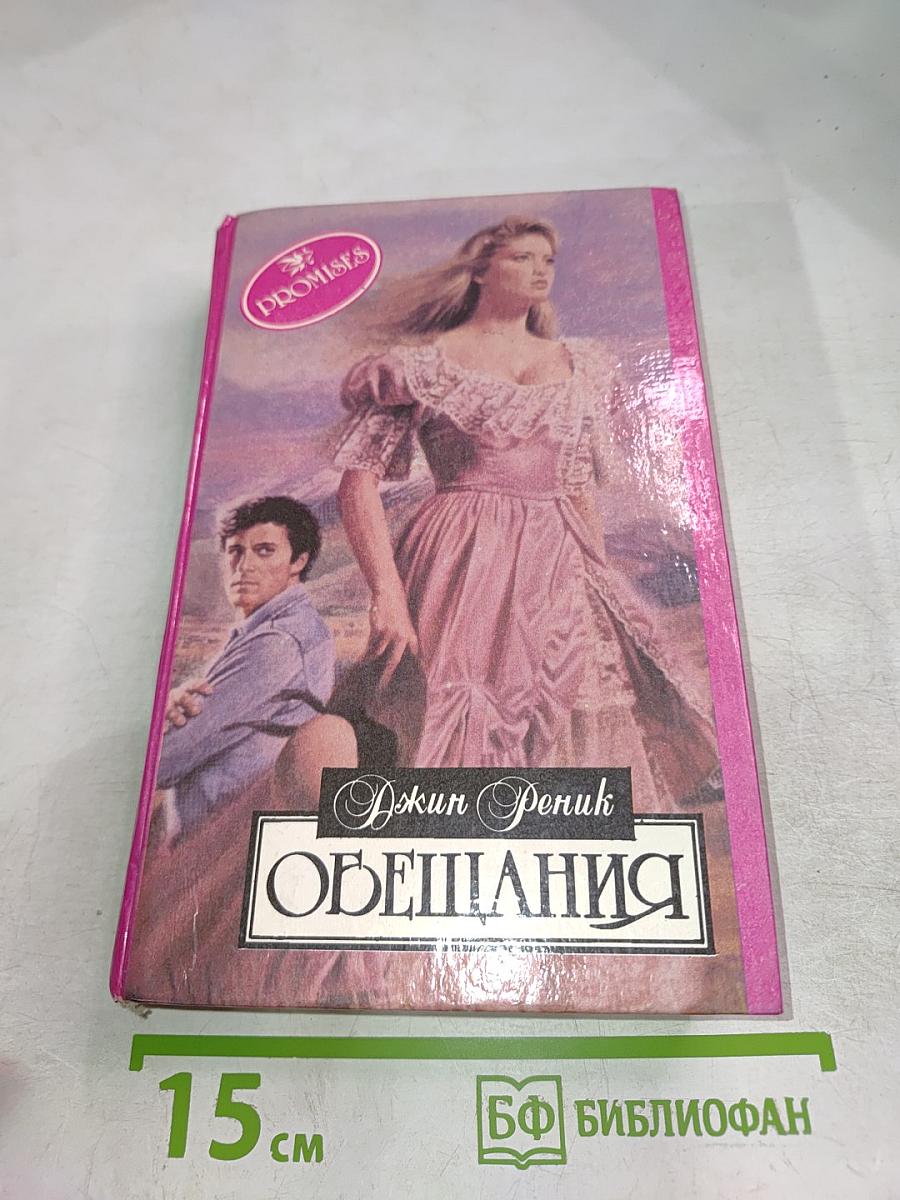 PROMISES
Джин Реник
ОБЕЩАНИЯ
15 см
БФ БИБЛИОФАН